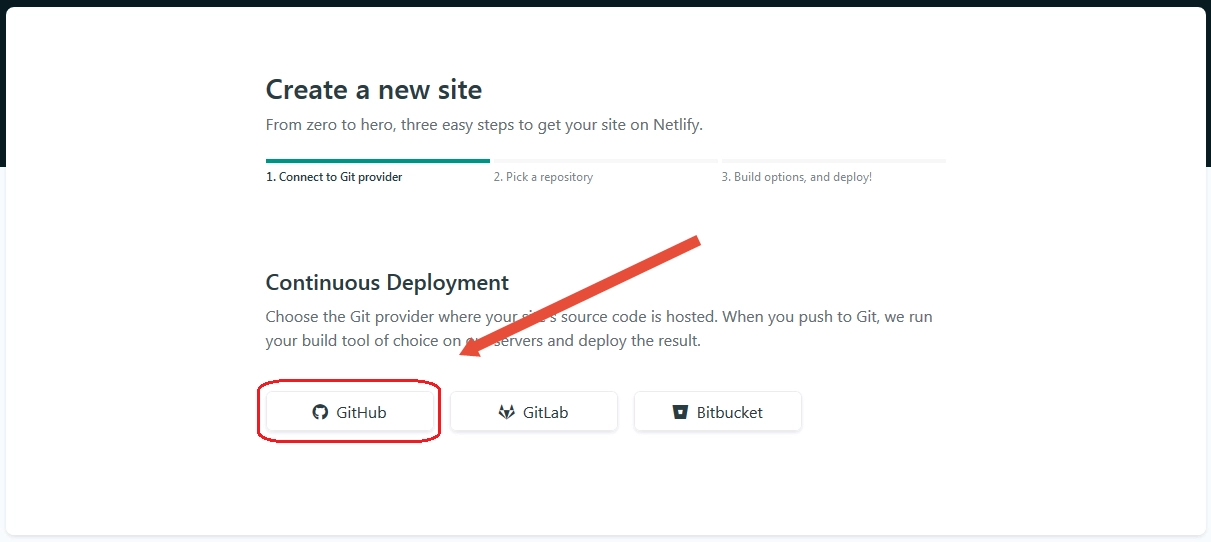 Create a new site
From zero to hero, three easy steps to get your site on Netlify.
1. Connect to Git provider
2. Pick a repository
3. Build options, and deploy!
Continuous Deployment
Choose the Git provider where your site's source code is hosted. When you push to Git, we run
your build tool of choice on our servers and deploy the result.
GitHub
GitLab
Bitbucket